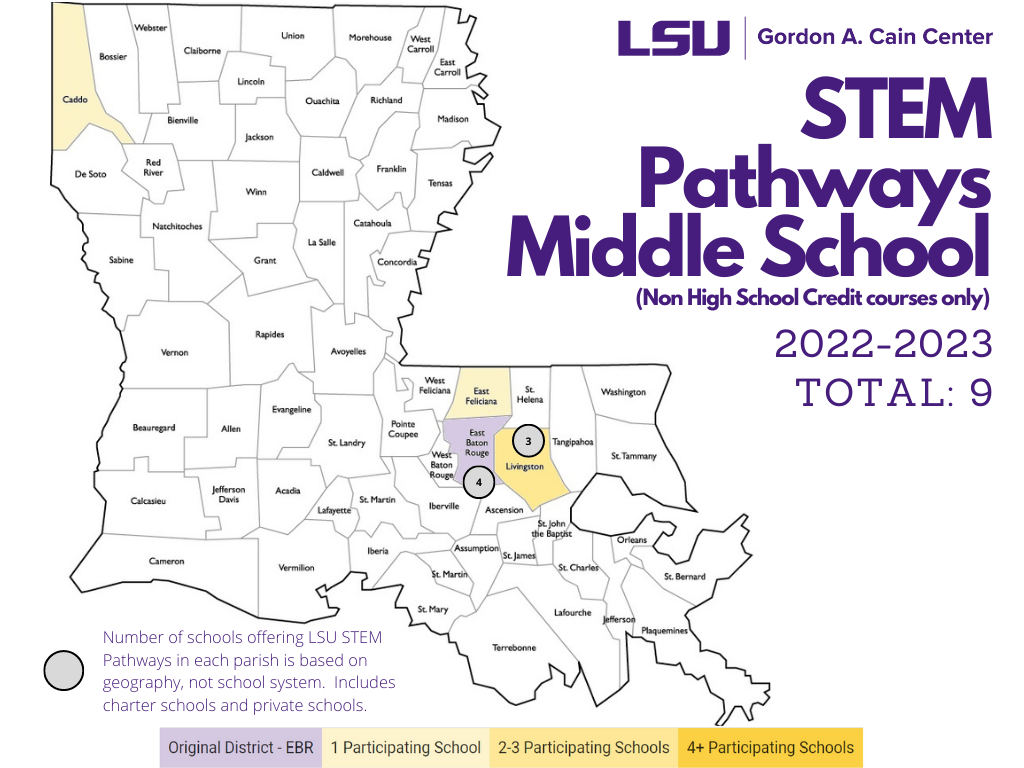 LSU Gordon A. Cain Center
STEM
Pathways
Middle School
(Non High School Credit courses only)
2022-2023
TOTAL: 9
Caddo
Bossier
Webster
Claiborne
Union
Morehouse
West
Carroll
East
Carroll
Lincoln
Ouachita
Richland
Madison
Bienville
Jackson
De Soto
Red
River
Winn
Caldwell
Franklin
Tensas
Natchitoches
Catahoula
La Salle
Sabine
Grant
Concordia
Rapides
Vernon
Avoyelles
West
Feliciana
East
Feliciana
St.
Helena
Washington
Beauregard
Allen
Evangeline
St. Landry
Pointe
Coupee
East
Baton
Rouge
3
Tangipahoa
St. Tammany
West
Baton
Rouge
Livingston
4
Calcasieu
Jefferson
Davis
Acadia
Lafayette
St. Martin
Iberville
Ascension
St. John
the Baptist
Cameron
Vermilion
Iberia
Assumption
St. James
Orleans
St. Martin
St. Charles
St. Bernard
St. Mary
Lafourche
Jefferson
Plaquemines
Terrebonne
Number of schools offering LSU STEM
Pathways in each parish is based on
geography, not school system. Includes
charter schools and private schools.
Original District - EBR
1 Participating School
2-3 Participating Schools
4+ Participating Schools